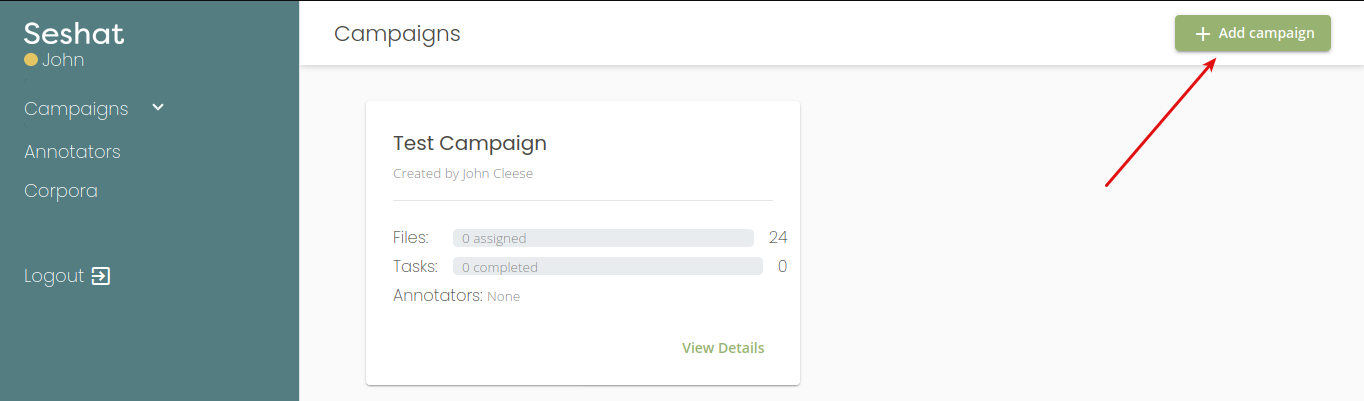 Seshat
John
Campaigns
Annotators
Corpora
Logout
Campaigns
Add campaign
Test Campaign
Created by John Cleese
Files: 0 assigned 24
Tasks: 0 completed 0
Annotators: None
View Details